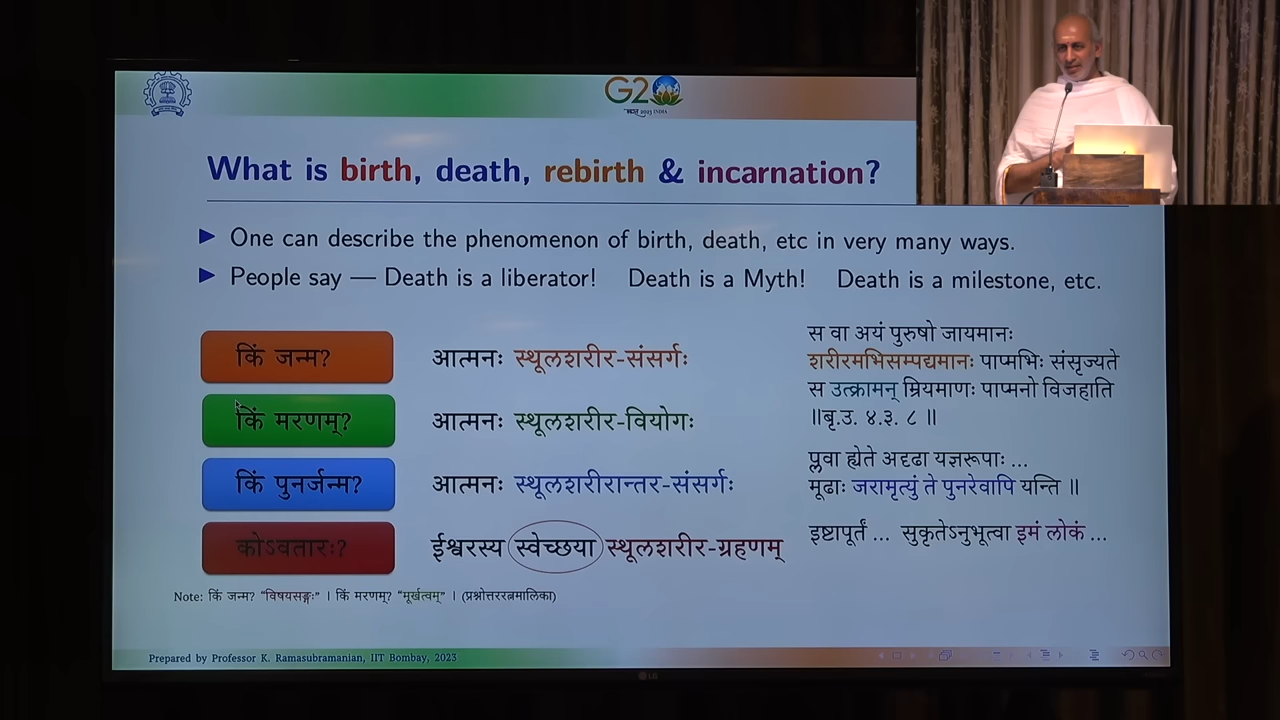 G20
भारत 2023 INDIA
What is birth, death, rebirth & incarnation?
▶ One can describe the phenomenon of birth, death, etc in very many ways.
▶ People say — Death is a liberator! Death is a Myth! Death is a milestone, etc.
किं जन्म? आत्मनः स्थूलशरीर-संसर्गः
किं मरणम्? आत्मनः स्थूलशरीर-वियोगः
किं पुनर्जन्म? आत्मनः स्थूलशरीरान्तर-संसर्गः
कोऽवतारः? ईश्वरस्य स्वेच्छया स्थूलशरीर-ग्रहणम्
स वा अयं पुरुषो जायमानः
शरीरमभिसम्पद्यमानः पाप्मभिः संसृज्यते
स उत्क्रामन् म्रियमाणः पाप्मनो विजहाति
॥बृ.उ. ४.३. ८ ॥
प्लवा ह्येते अदृढा यज्ञरूपाः ...
मूढाः जरामृत्युं ते पुनरेवापि यन्ति ॥
इष्टापूर्तं ... सुकृतेऽनुभूत्वा इमं लोकं ...
Note: किं जन्म? “विषयसङ्गः” । किं मरणम्? “मूर्खत्वम्” । (प्रश्नोत्तररत्नमालिका)
Prepared by Professor K. Ramasubramanian, IIT Bombay, 2023
LG